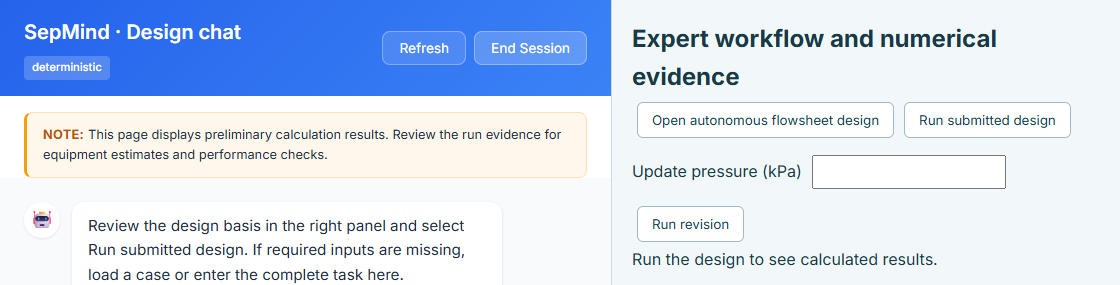 SepMind · Design chat
deterministic
Refresh
End Session
NOTE: This page displays preliminary calculation results. Review the run evidence for
equipment estimates and performance checks.
Review the design basis in the right panel and select
Run submitted design. If required inputs are missing,
load a case or enter the complete task here.
Expert workflow and numerical
evidence
Open autonomous flowsheet design
Run submitted design
Update pressure (kPa)
Run revision
Run the design to see calculated results.